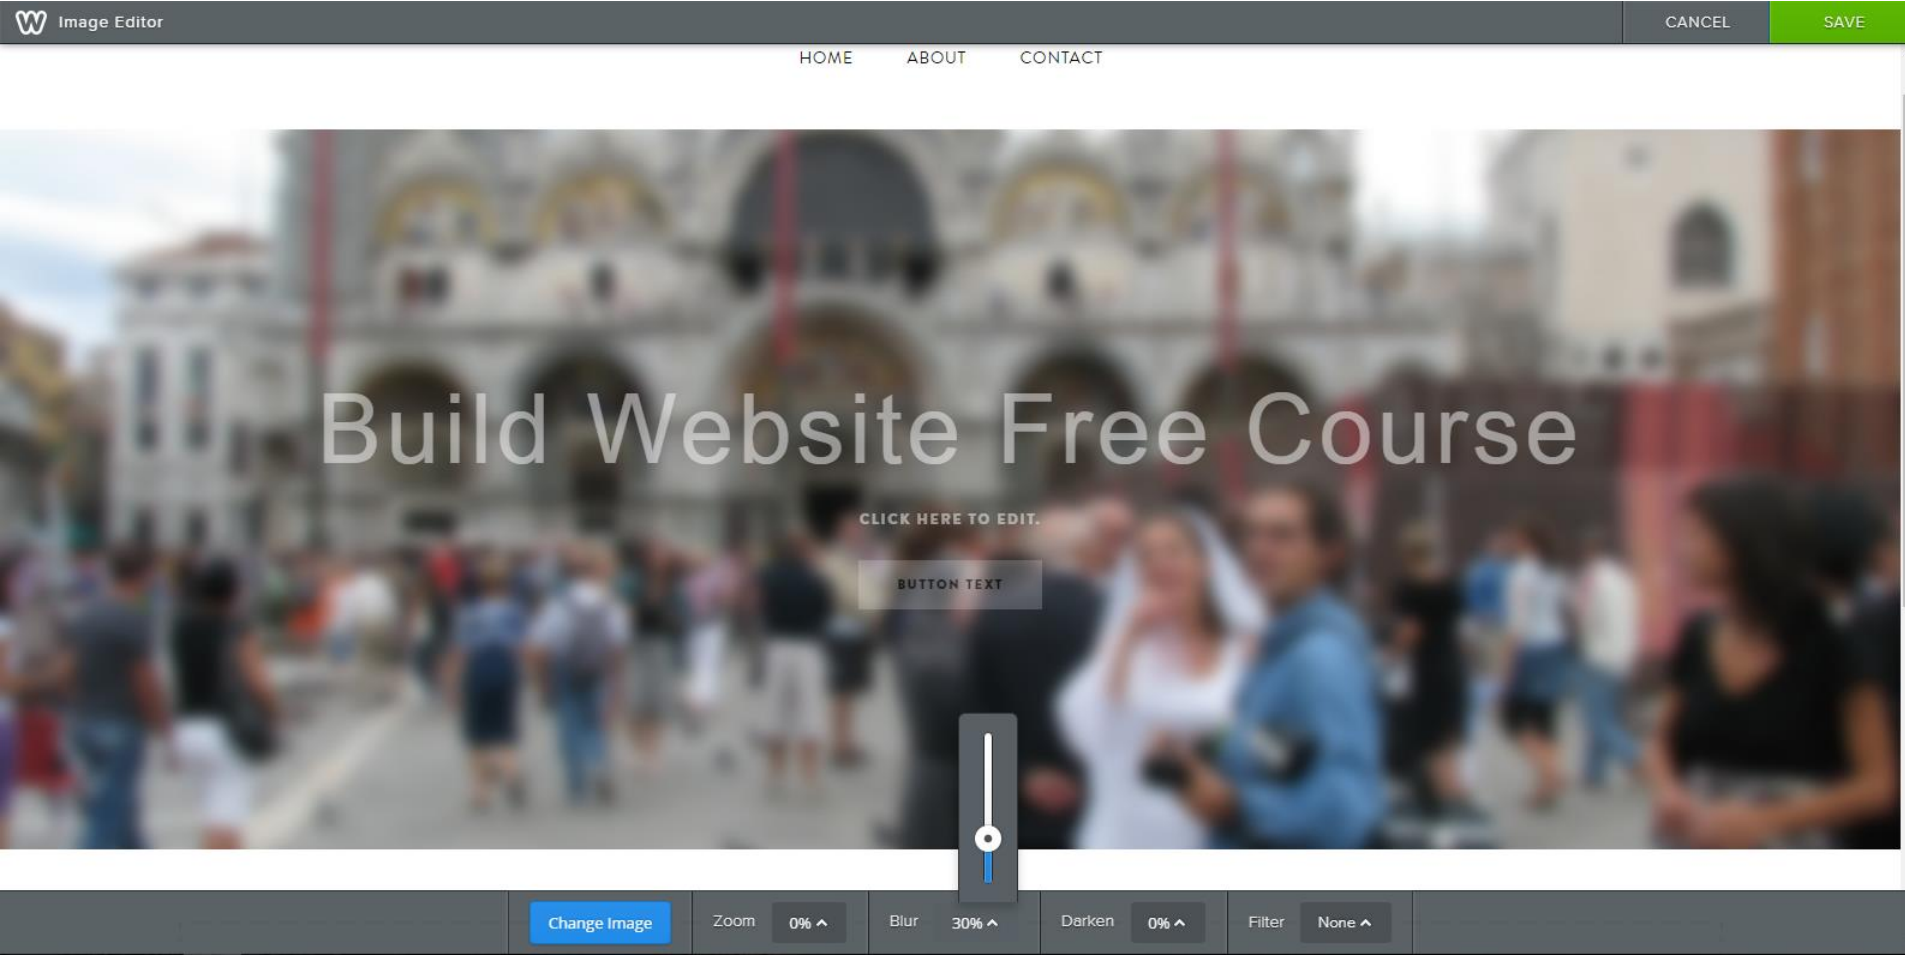 Image Editor CANCEL SAVE
HOME ABOUT CONTACT
Build Website Free Course
CLICK HERE TO EDIT.
BUTTON TEXT
Change Image Zoom 0% Blur 30% Darken 0% Filter None